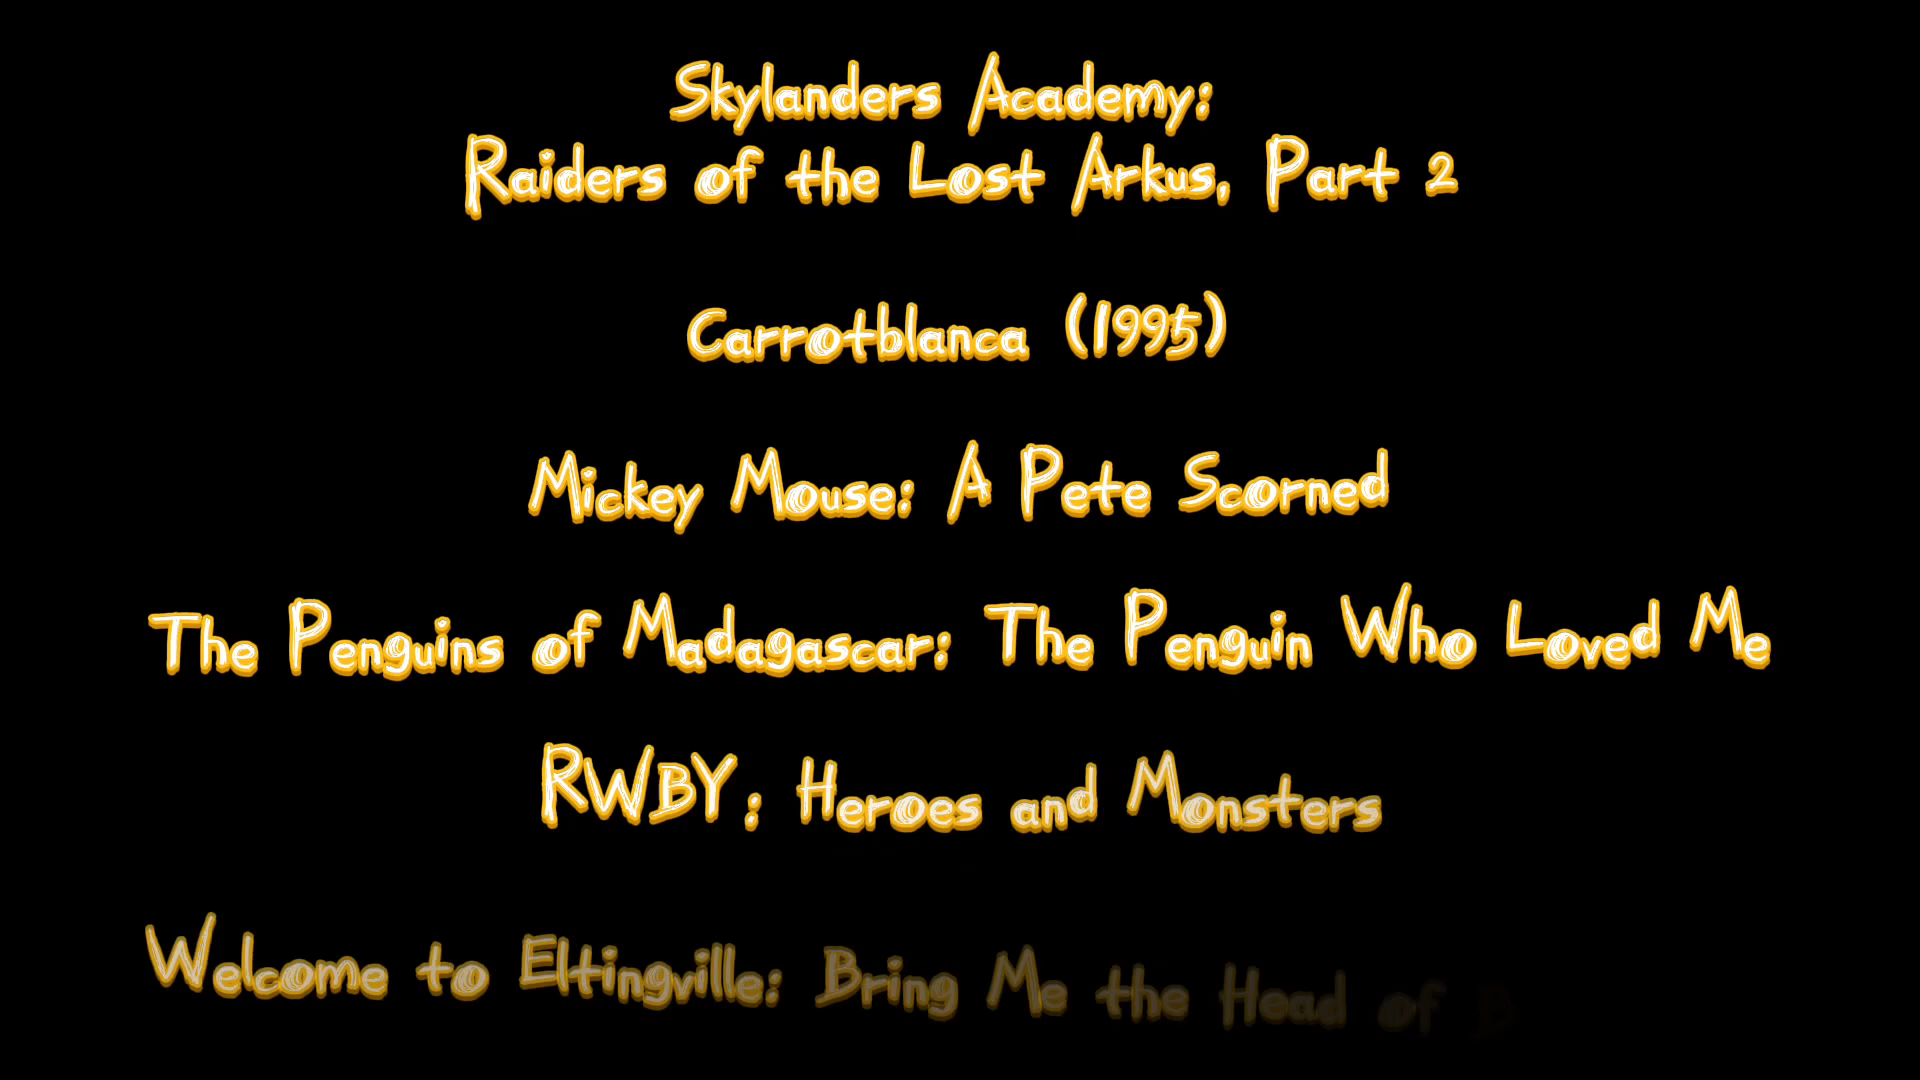 Skylanders Academy:
Raiders of the Lost Arkus, Part 2
Carrotblanca (1995)
Mickey Mouse: A Pete Scorned
The Penguins of Madagascar: The Penguin Who Loved Me
RWBY: Heroes and Monsters
Welcome to Eltingville: Bring Me the Head of